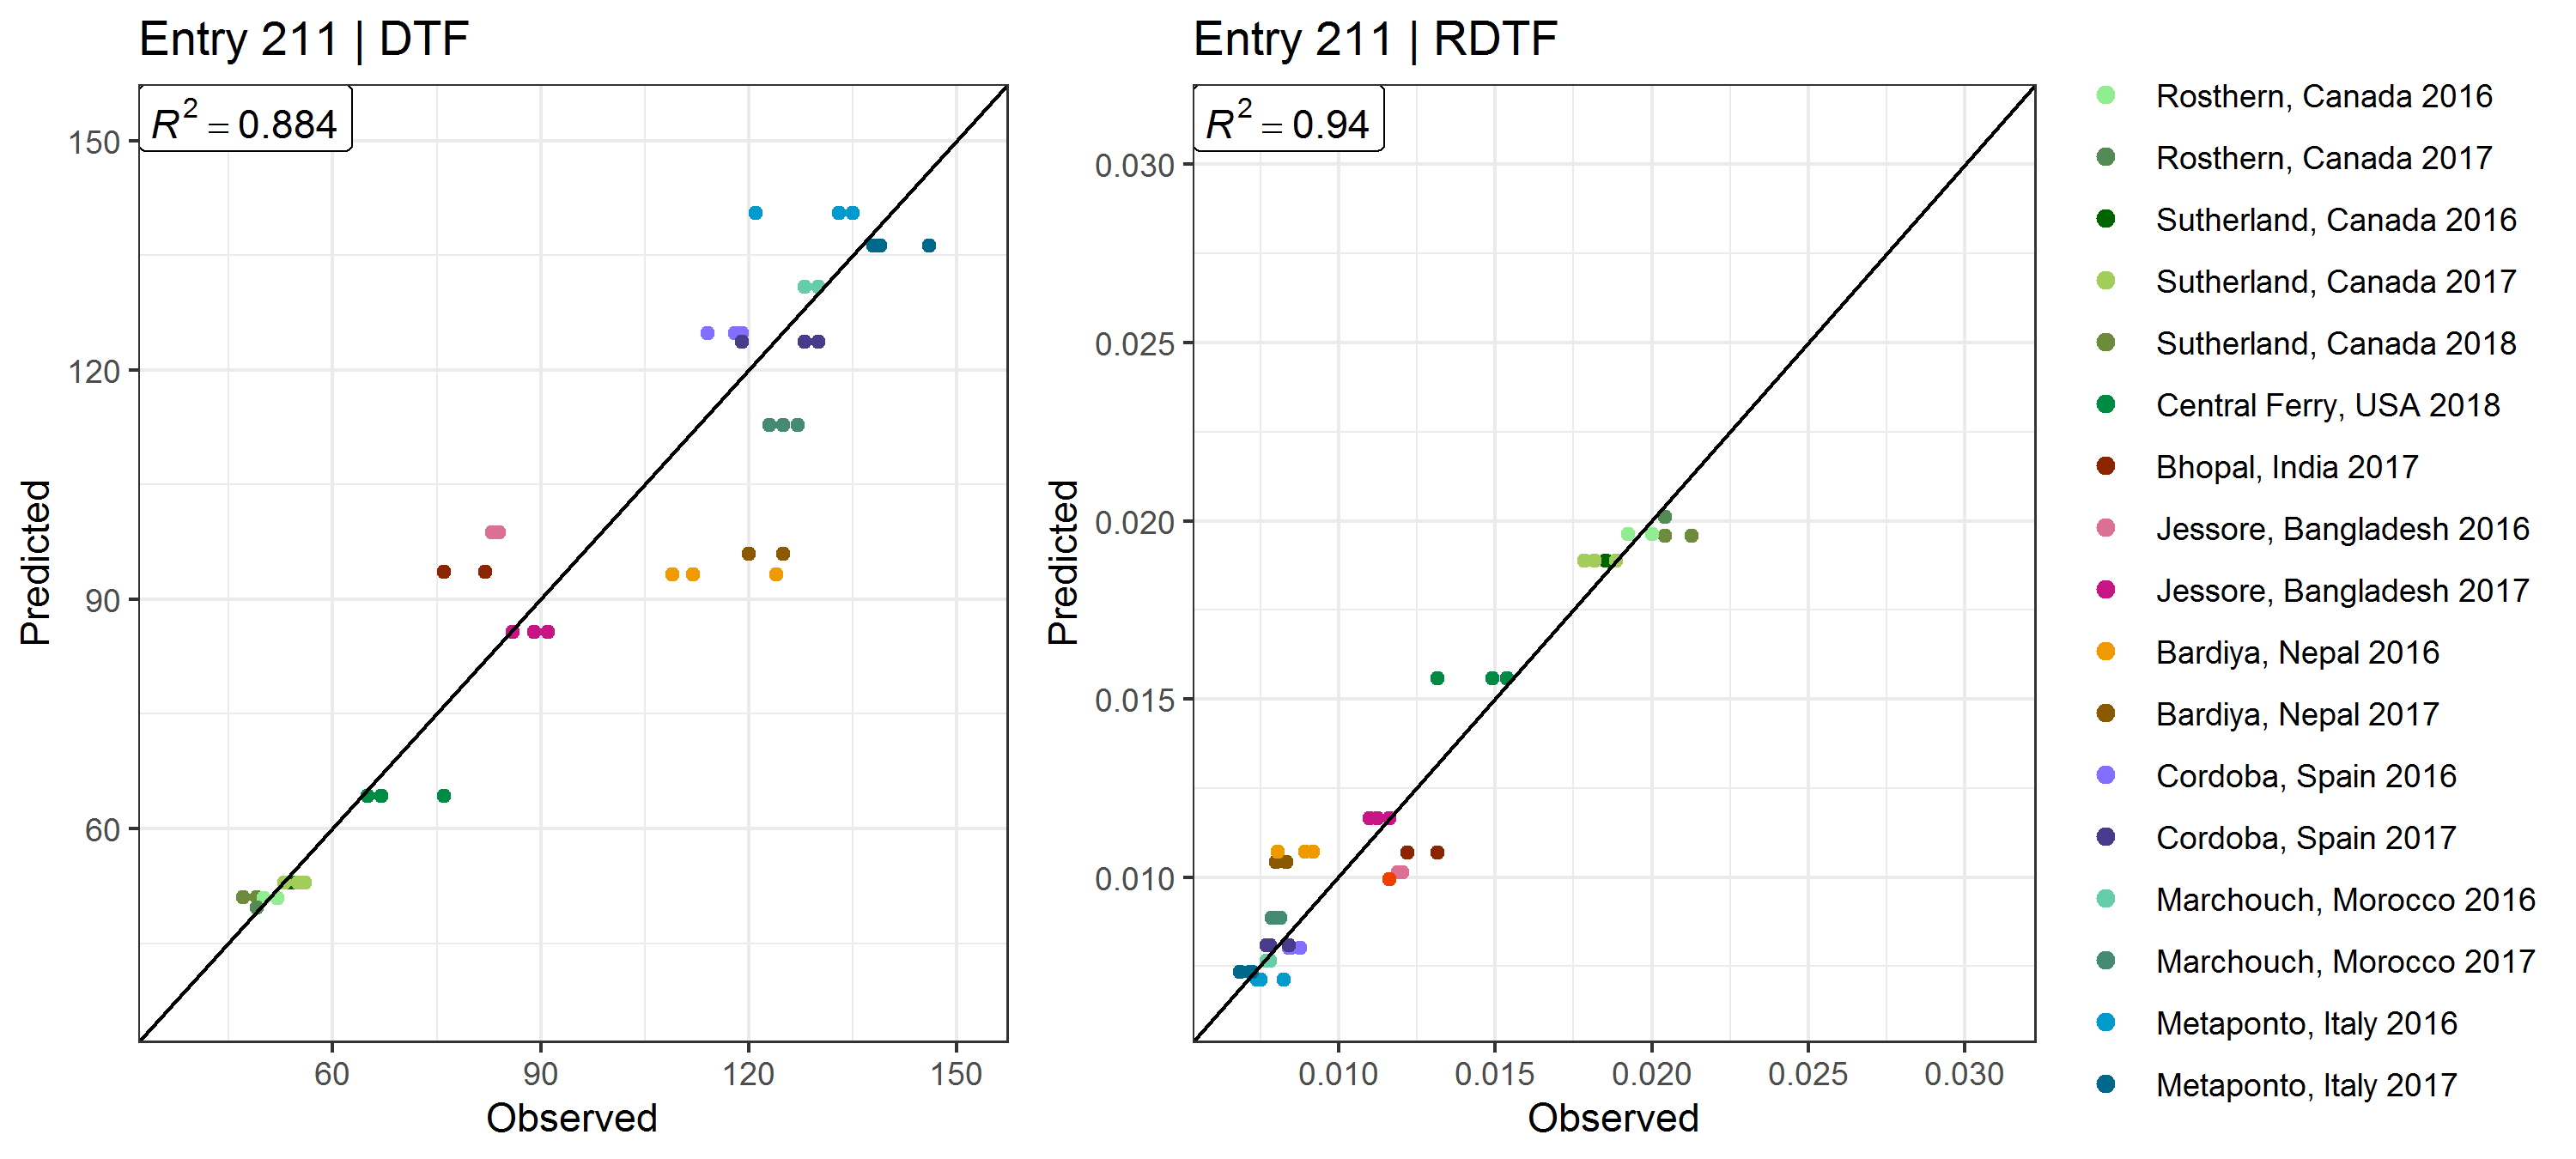 Entry 211 | DTF
R² = 0.884
150
120
90
60
Predicted
60 90 120 150
Observed
Entry 211 | RDTF
R² = 0.94
0.030
0.025
0.020
0.015
0.010
Predicted
0.010 0.015 0.020 0.025 0.030
Observed
Rosthern, Canada 2016
Rosthern, Canada 2017
Sutherland, Canada 2016
Sutherland, Canada 2017
Sutherland, Canada 2018
Central Ferry, USA 2018
Bhopal, India 2017
Jessore, Bangladesh 2016
Jessore, Bangladesh 2017
Bardiya, Nepal 2016
Bardiya, Nepal 2017
Cordoba, Spain 2016
Cordoba, Spain 2017
Marchouch, Morocco 2016
Marchouch, Morocco 2017
Metaponto, Italy 2016
Metaponto, Italy 2017